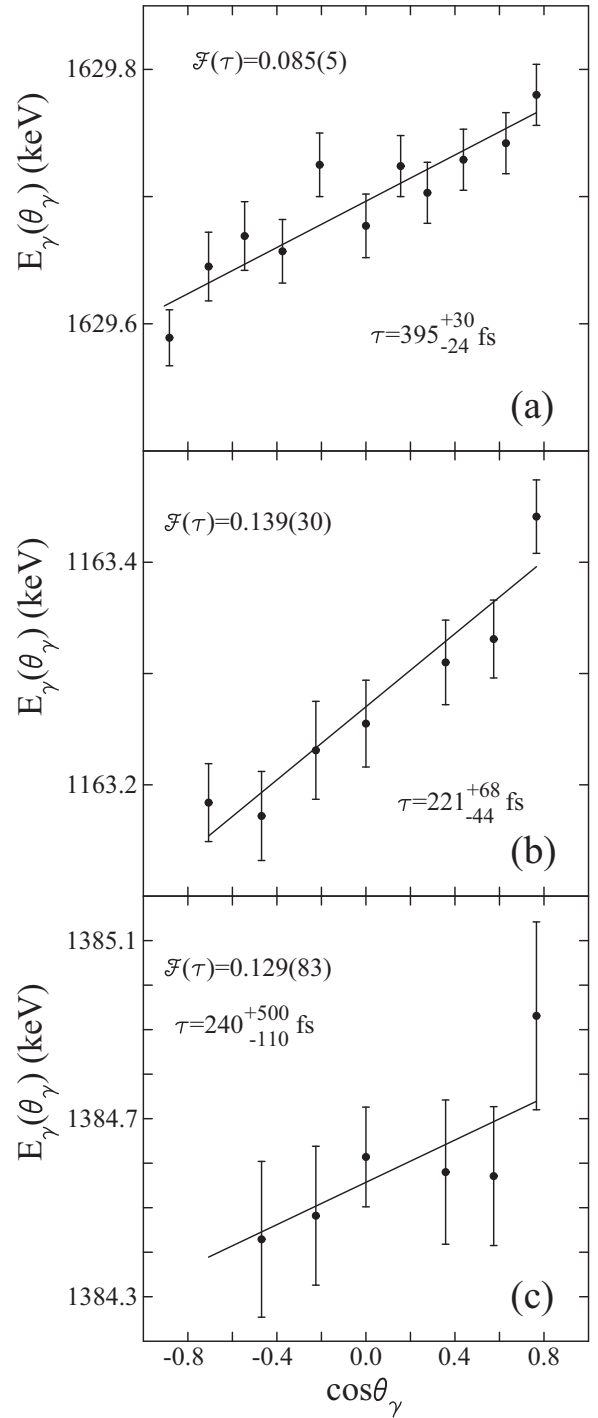 1629.8
ℱ(τ)=0.085(5)
E_γ(θ_γ) (keV)
1629.6
τ=395 +30 -24 fs
(a)
ℱ(τ)=0.139(30)
1163.4
E_γ(θ_γ) (keV)
1163.2
τ=221 +68 -44 fs
(b)
1385.1
ℱ(τ)=0.129(83)
τ=240 +500 -110 fs
E_γ(θ_γ) (keV)
1384.7
1384.3
(c)
-0.8 -0.4 0.0 0.4 0.8
cosθ_γ